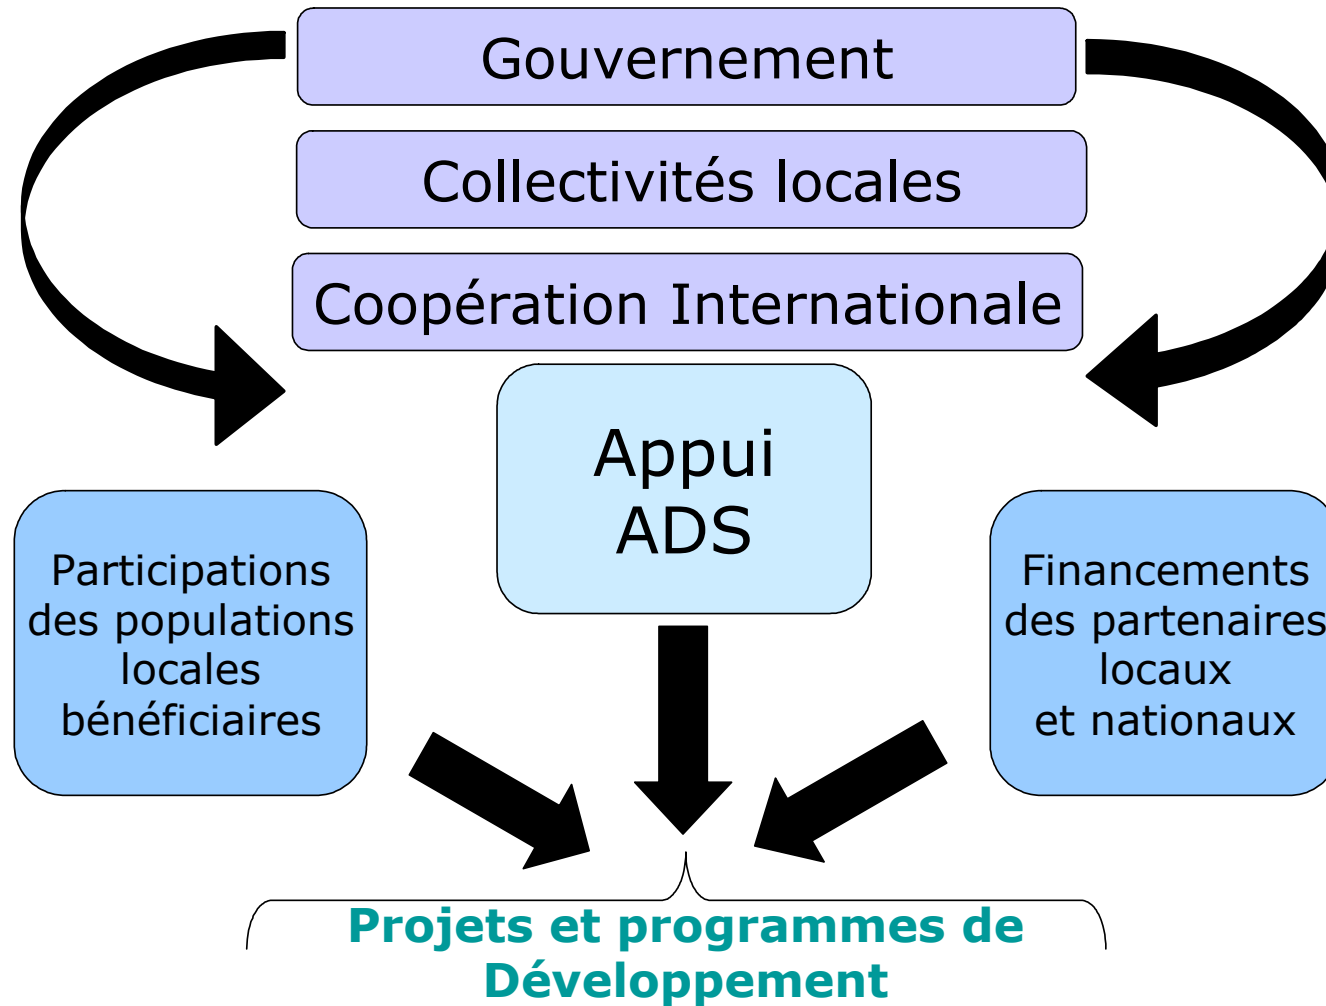 Gouvernement
Collectivités locales
Coopération Internationale
Appui
ADS
Participations
des populations
locales
bénéficiaires
Financements
des partenaires
locaux
et nationaux
Projets et programmes de
Développement